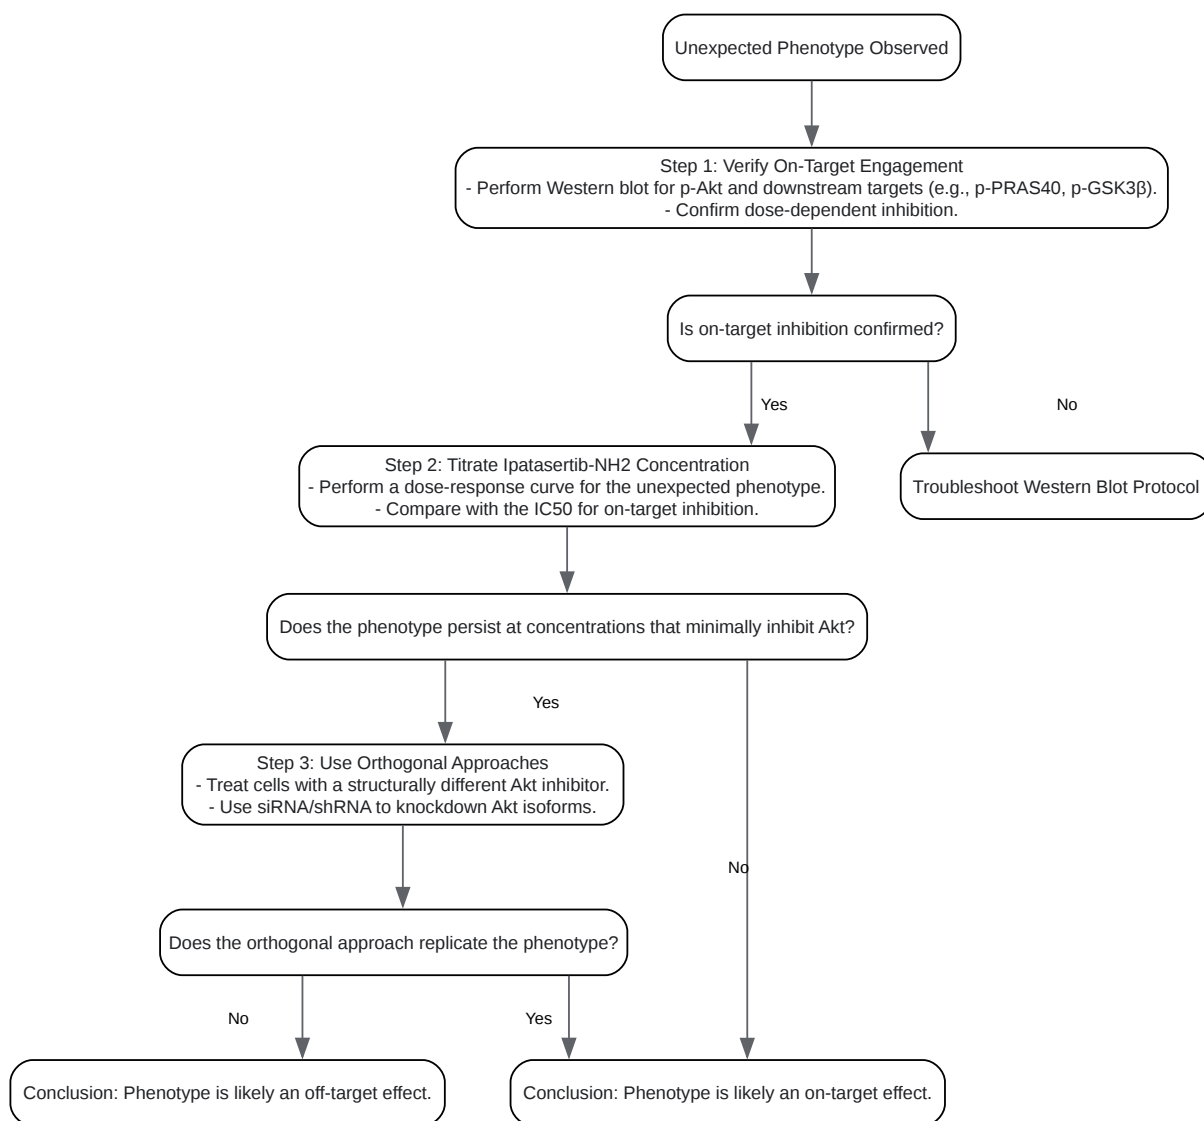 Unexpected Phenotype Observed
Step 1: Verify On-Target Engagement
- Perform Western blot for p-Akt and downstream targets (e.g., p-PRAS40, p-GSK3β).
- Confirm dose-dependent inhibition.
Is on-target inhibition confirmed?
Yes
No
Step 2: Titrate Ipatasertib-NH2 Concentration
- Perform a dose-response curve for the unexpected phenotype.
- Compare with the IC50 for on-target inhibition.
Troubleshoot Western Blot Protocol
Does the phenotype persist at concentrations that minimally inhibit Akt?
Yes
Step 3: Use Orthogonal Approaches
- Treat cells with a structurally different Akt inhibitor.
- Use siRNA/shRNA to knockdown Akt isoforms.
No
Does the orthogonal approach replicate the phenotype?
No
Yes
Conclusion: Phenotype is likely an off-target effect.
Conclusion: Phenotype is likely an on-target effect.